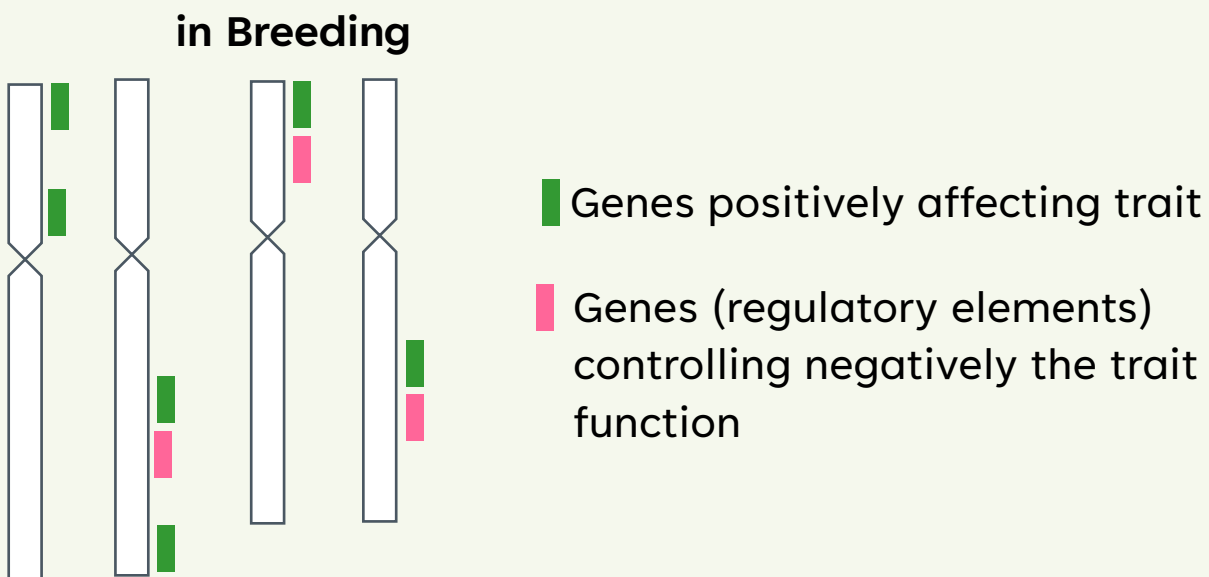 in Breeding
Genes positively affecting trait
Genes (regulatory elements)
controlling negatively the trait
function